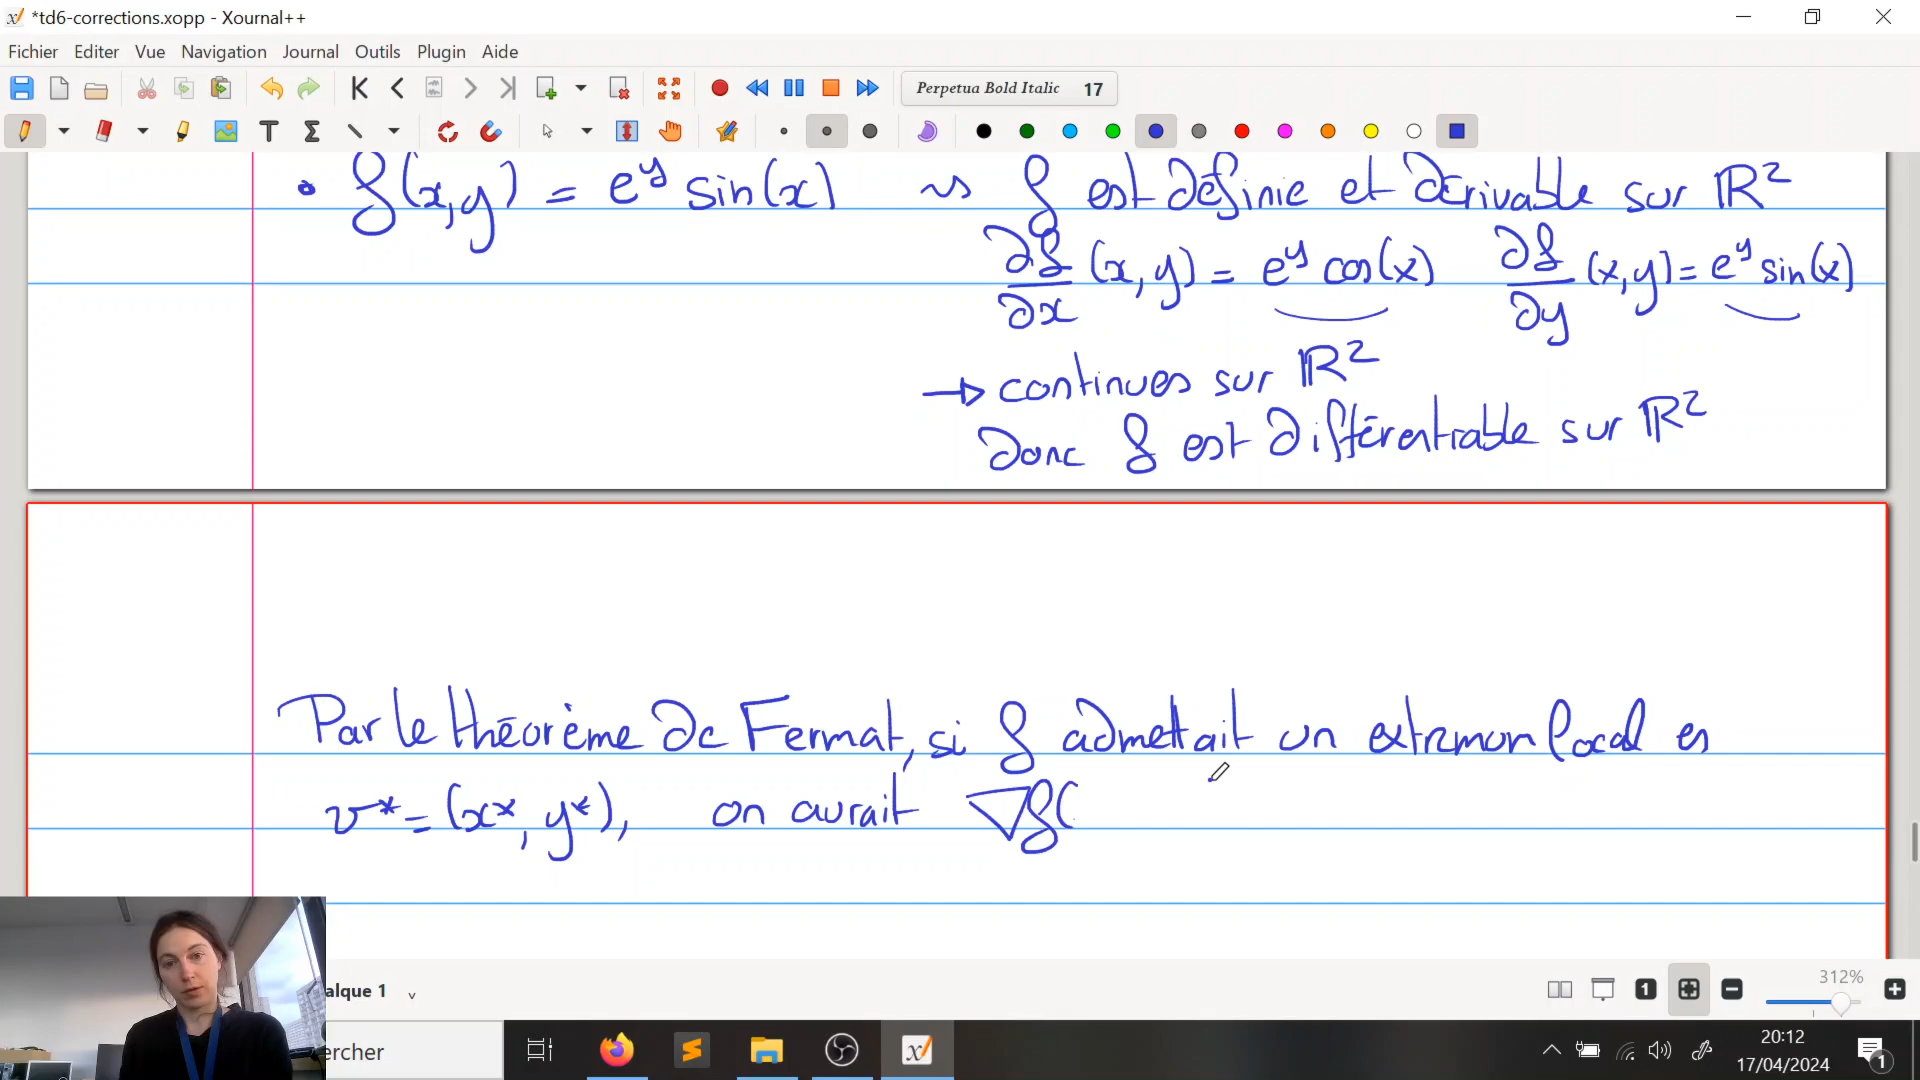 *td6-corrections.xopp - Xournal++
Fichier Editer Vue Navigation Journal Outils Plugin Aide
Perpetua Bold Italic 17
• f(x,y) = e^y sin(x) ⇝ f est définie et dérivable sur ℝ²
∂f/∂x (x,y) = e^y cos(x) ∂f/∂y (x,y) = e^y sin(x)
→ continues sur ℝ²
Donc f est différentiable sur ℝ²
Par le théorème de Fermat, si f admettait un extremum local en
v* = (x*, y*), on aurait ∇f(
alque 1
312%
ercher
20:12
17/04/2024
1